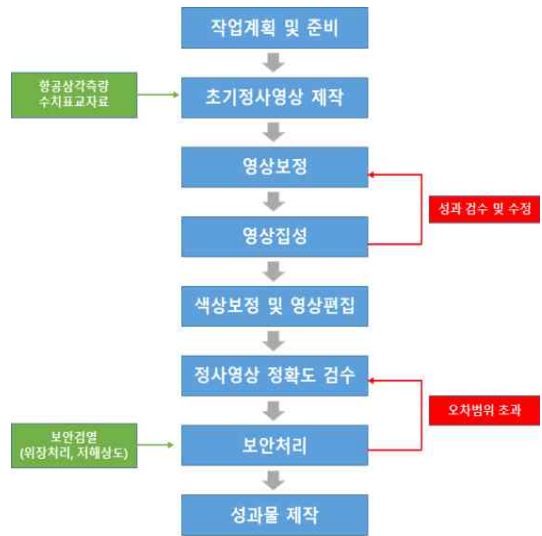 작업계획 및 준비
항공삼각측량
수치표고자료
초기정사영상 제작
영상보정
성과 검수 및 수정
영상집성
색상보정 및 영상편집
정사영상 정확도 검수
오차범위 초과
보안검열
(위장처리, 저해상도)
보안처리
성과물 제작